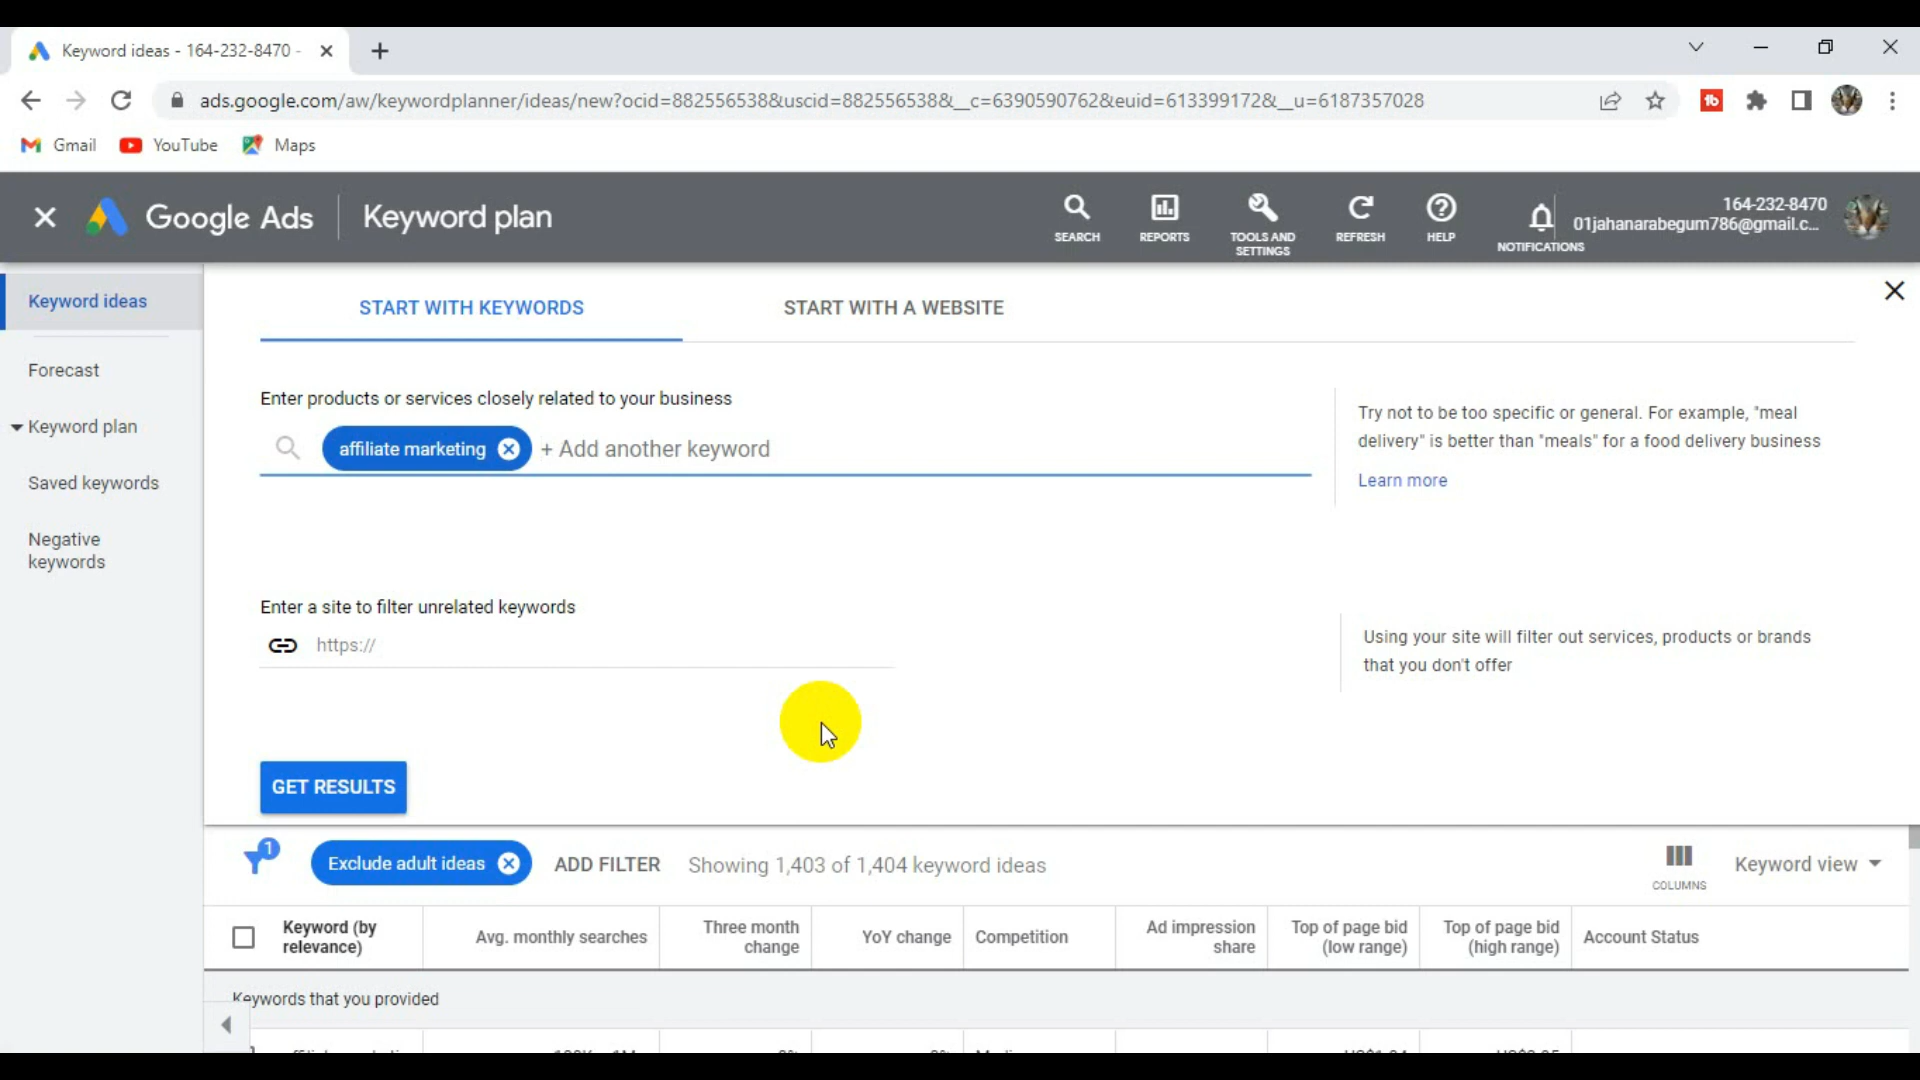 Keyword ideas - 164-232-8470 -
ads.google.com/aw/keywordplanner/ideas/new?ocid=882556538&uscid=882556538&__c=6390590762&euid=613399172&__u=6187357028
Gmail YouTube Maps
Google Ads Keyword plan
SEARCH REPORTS TOOLS AND SETTINGS REFRESH HELP NOTIFICATIONS
164-232-8470
01jahanarabegum786@gmail.c...
Keyword ideas
Forecast
Keyword plan
Saved keywords
Negative
keywords
START WITH KEYWORDS START WITH A WEBSITE
Enter products or services closely related to your business
affiliate marketing + Add another keyword
Try not to be too specific or general. For example, "meal
delivery" is better than "meals" for a food delivery business
Learn more
Enter a site to filter unrelated keywords
https://
Using your site will filter out services, products or brands
that you don't offer
GET RESULTS
1
Exclude adult ideas ADD FILTER Showing 1,403 of 1,404 keyword ideas
COLUMNS
Keyword view
Keyword (by
relevance)
Avg. monthly searches
Three month
change
YoY change
Competition
Ad impression
share
Top of page bid
(low range)
Top of page bid
(high range)
Account Status
Keywords that you provided